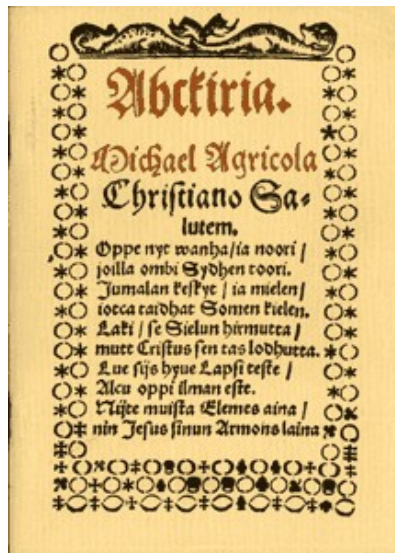 Abckiria.
Michael Agricola
Christiano Sa-
lutem.
Oppe nyt wanha/ia noori /
joilla ombi Sydhen toori.
Jumalan keskyt / ia mielen/
iotca taidhat Somen kielen.
Laki / se Sielun hirmutta /
mutt Cristus sen tas lodhutta.
Lue sijs hyue Lapsi teste /
Alcu oppi ilman este.
Nijte muista Elemes aina /
nin Jesus sinun Armons laina